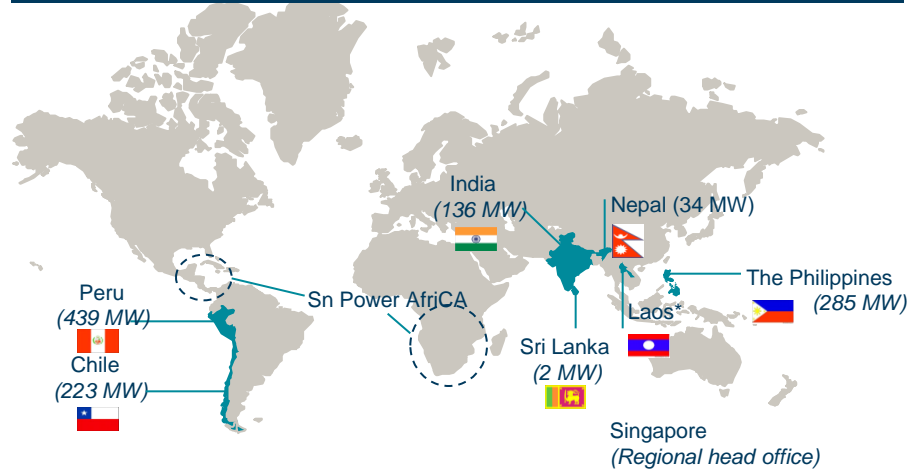 India
(136 MW)
Nepal (34 MW)
The Philippines
(285 MW)
Sn Power AfriCA
Peru
(439 MW)
Laos*
Chile
(223 MW)
Sri Lanka
(2 MW)
Singapore
(Regional head office)